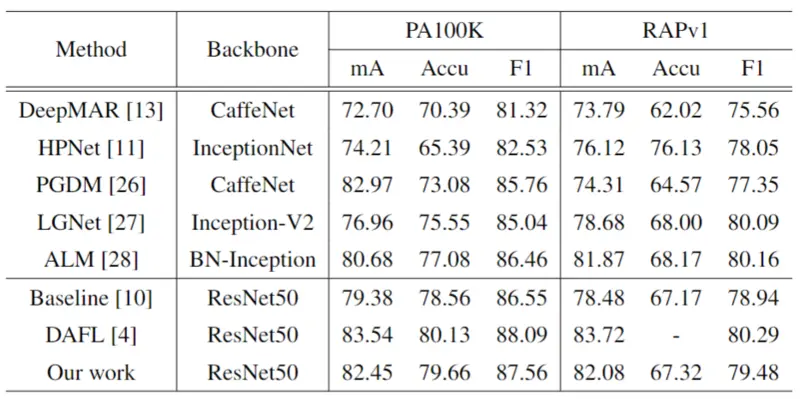 Method Backbone PA100K RAPv1
mA Accu F1 mA Accu F1
DeepMAR [13] CaffeNet 72.70 70.39 81.32 73.79 62.02 75.56
HPNet [11] InceptionNet 74.21 65.39 82.53 76.12 76.13 78.05
PGDM [26] CaffeNet 82.97 73.08 85.76 74.31 64.57 77.35
LGNet [27] Inception-V2 76.96 75.55 85.04 78.68 68.00 80.09
ALM [28] BN-Inception 80.68 77.08 86.46 81.87 68.17 80.16
Baseline [10] ResNet50 79.38 78.56 86.55 78.48 67.17 78.94
DAFL [4] ResNet50 83.54 80.13 88.09 83.72 - 80.29
Our work ResNet50 82.45 79.66 87.56 82.08 67.32 79.48